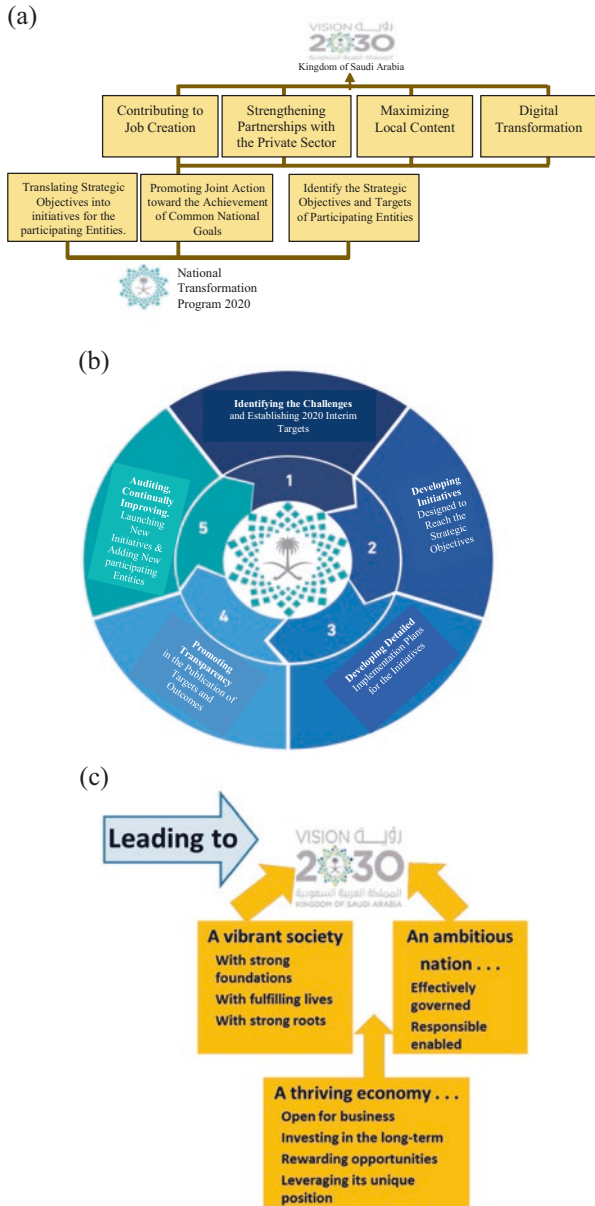 (a)
VISION رؤيــة
2030
المملكة العربية السعودية
Kingdom of Saudi Arabia
Contributing to
Job Creation
Strengthening
Partnerships with
the Private Sector
Maximizing
Local Content
Digital
Transformation
Translating Strategic
Objectives into
initiatives for the
participating Entities.
Promoting Joint Action
toward the Achievement
of Common National
Goals
Identify the Strategic
Objectives and Targets
of Participating Entities
National
Transformation
Program 2020
(b)
Identifying the Challenges
and Establishing 2020 Interim
Targets
1
Developing
Initiatives
Designed to
Reach the
Strategic
Objectives
2
Developing Detailed
Implementation Plans
for the Initiatives
3
Promoting
Transparency
in the Publication of
Targets and
Outcomes
4
Auditing,
Continually
Improving,
Launching
New
Initiatives &
Adding New
participating
Entities
5
(c)
Leading to
VISION رؤيــة
2030
المملكة العربية السعودية
KINGDOM OF SAUDI ARABIA
A vibrant society
With strong
foundations
With fulfilling lives
With strong roots
An ambitious
nation . . .
Effectively
governed
Responsible
enabled
A thriving economy . . .
Open for business
Investing in the long-term
Rewarding opportunities
Leveraging its unique
position